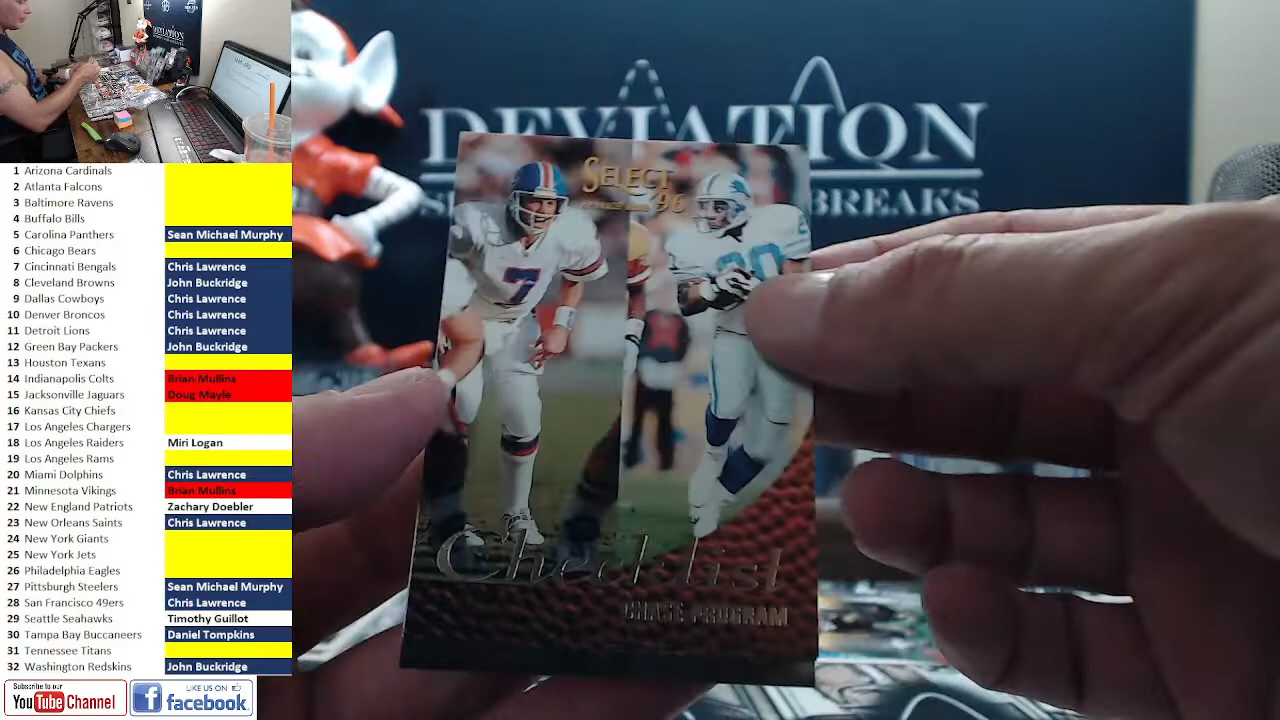 1 Arizona Cardinals
2 Atlanta Falcons
3 Baltimore Ravens
4 Buffalo Bills
5 Carolina Panthers Sean Michael Murphy
6 Chicago Bears
7 Cincinnati Bengals Chris Lawrence
8 Cleveland Browns John Buckridge
9 Dallas Cowboys Chris Lawrence
10 Denver Broncos Chris Lawrence
11 Detroit Lions Chris Lawrence
12 Green Bay Packers John Buckridge
13 Houston Texans
14 Indianapolis Colts Brian Mullins
15 Jacksonville Jaguars Doug Mayle
16 Kansas City Chiefs
17 Los Angeles Chargers
18 Los Angeles Raiders Miri Logan
19 Los Angeles Rams
20 Miami Dolphins Chris Lawrence
21 Minnesota Vikings Brian Mullins
22 New England Patriots Zachary Doebler
23 New Orleans Saints Chris Lawrence
24 New York Giants
25 New York Jets
26 Philadelphia Eagles
27 Pittsburgh Steelers Sean Michael Murphy
28 San Francisco 49ers Chris Lawrence
29 Seattle Seahawks Timothy Guillot
30 Tampa Bay Buccaneers Daniel Tompkins
31 Tennessee Titans
32 Washington Redskins John Buckridge
Subscribe to our
YouTube Channel
LIKE US ON
facebook
DEVIATION
BREAKS
SELECT
96
7
20
Checklist
CHASE PROGRAM